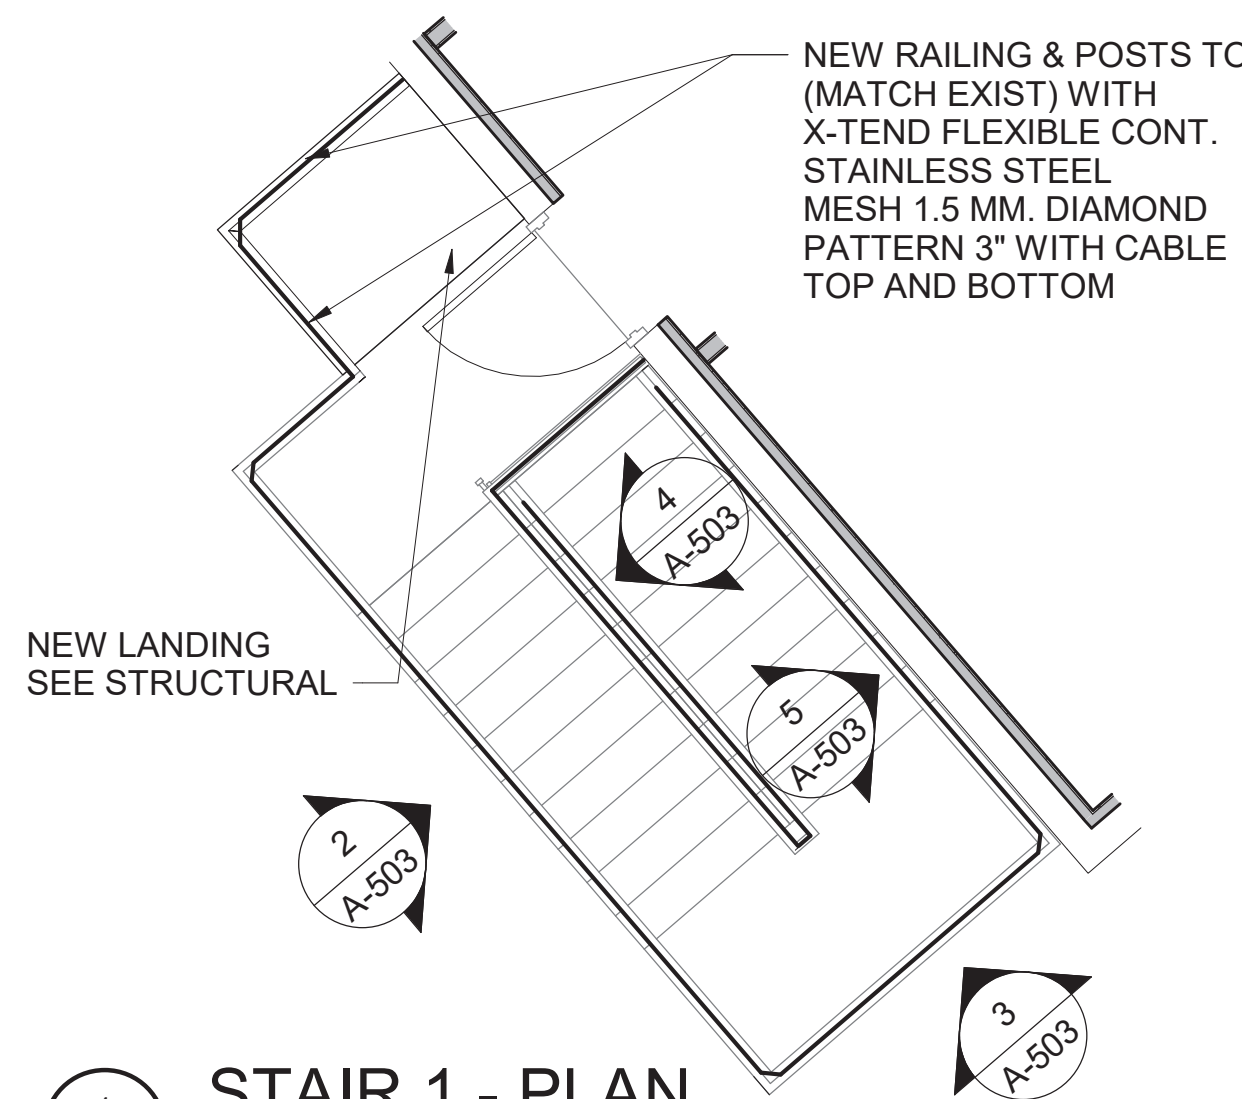 NEW RAILING & POSTS TO
(MATCH EXIST) WITH
X-TEND FLEXIBLE CONT.
STAINLESS STEEL
MESH 1.5 MM. DIAMOND
PATTERN 3" WITH CABLE
TOP AND BOTTOM
4
A-503
NEW LANDING
SEE STRUCTURAL
5
A-503
2
A-503
3
A-503
STAIR 1 - PLAN